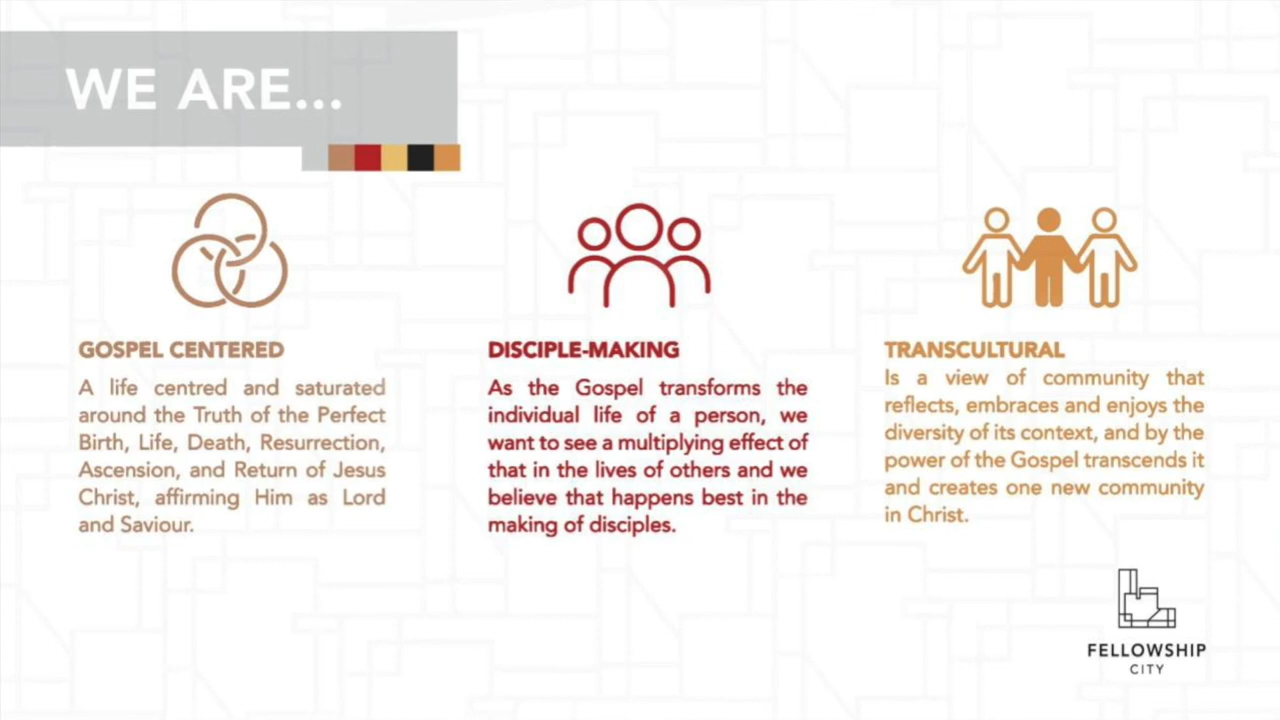 WE ARE...
GOSPEL CENTERED
A life centred and saturated
around the Truth of the Perfect
Birth, Life, Death, Resurrection,
Ascension, and Return of Jesus
Christ, affirming Him as Lord
and Saviour.
DISCIPLE-MAKING
As the Gospel transforms the
individual life of a person, we
want to see a multiplying effect of
that in the lives of others and we
believe that happens best in the
making of disciples.
TRANSCULTURAL
Is a view of community that
reflects, embraces and enjoys the
diversity of its context, and by the
power of the Gospel transcends it
and creates one new community
in Christ.
FELLOWSHIP
CITY